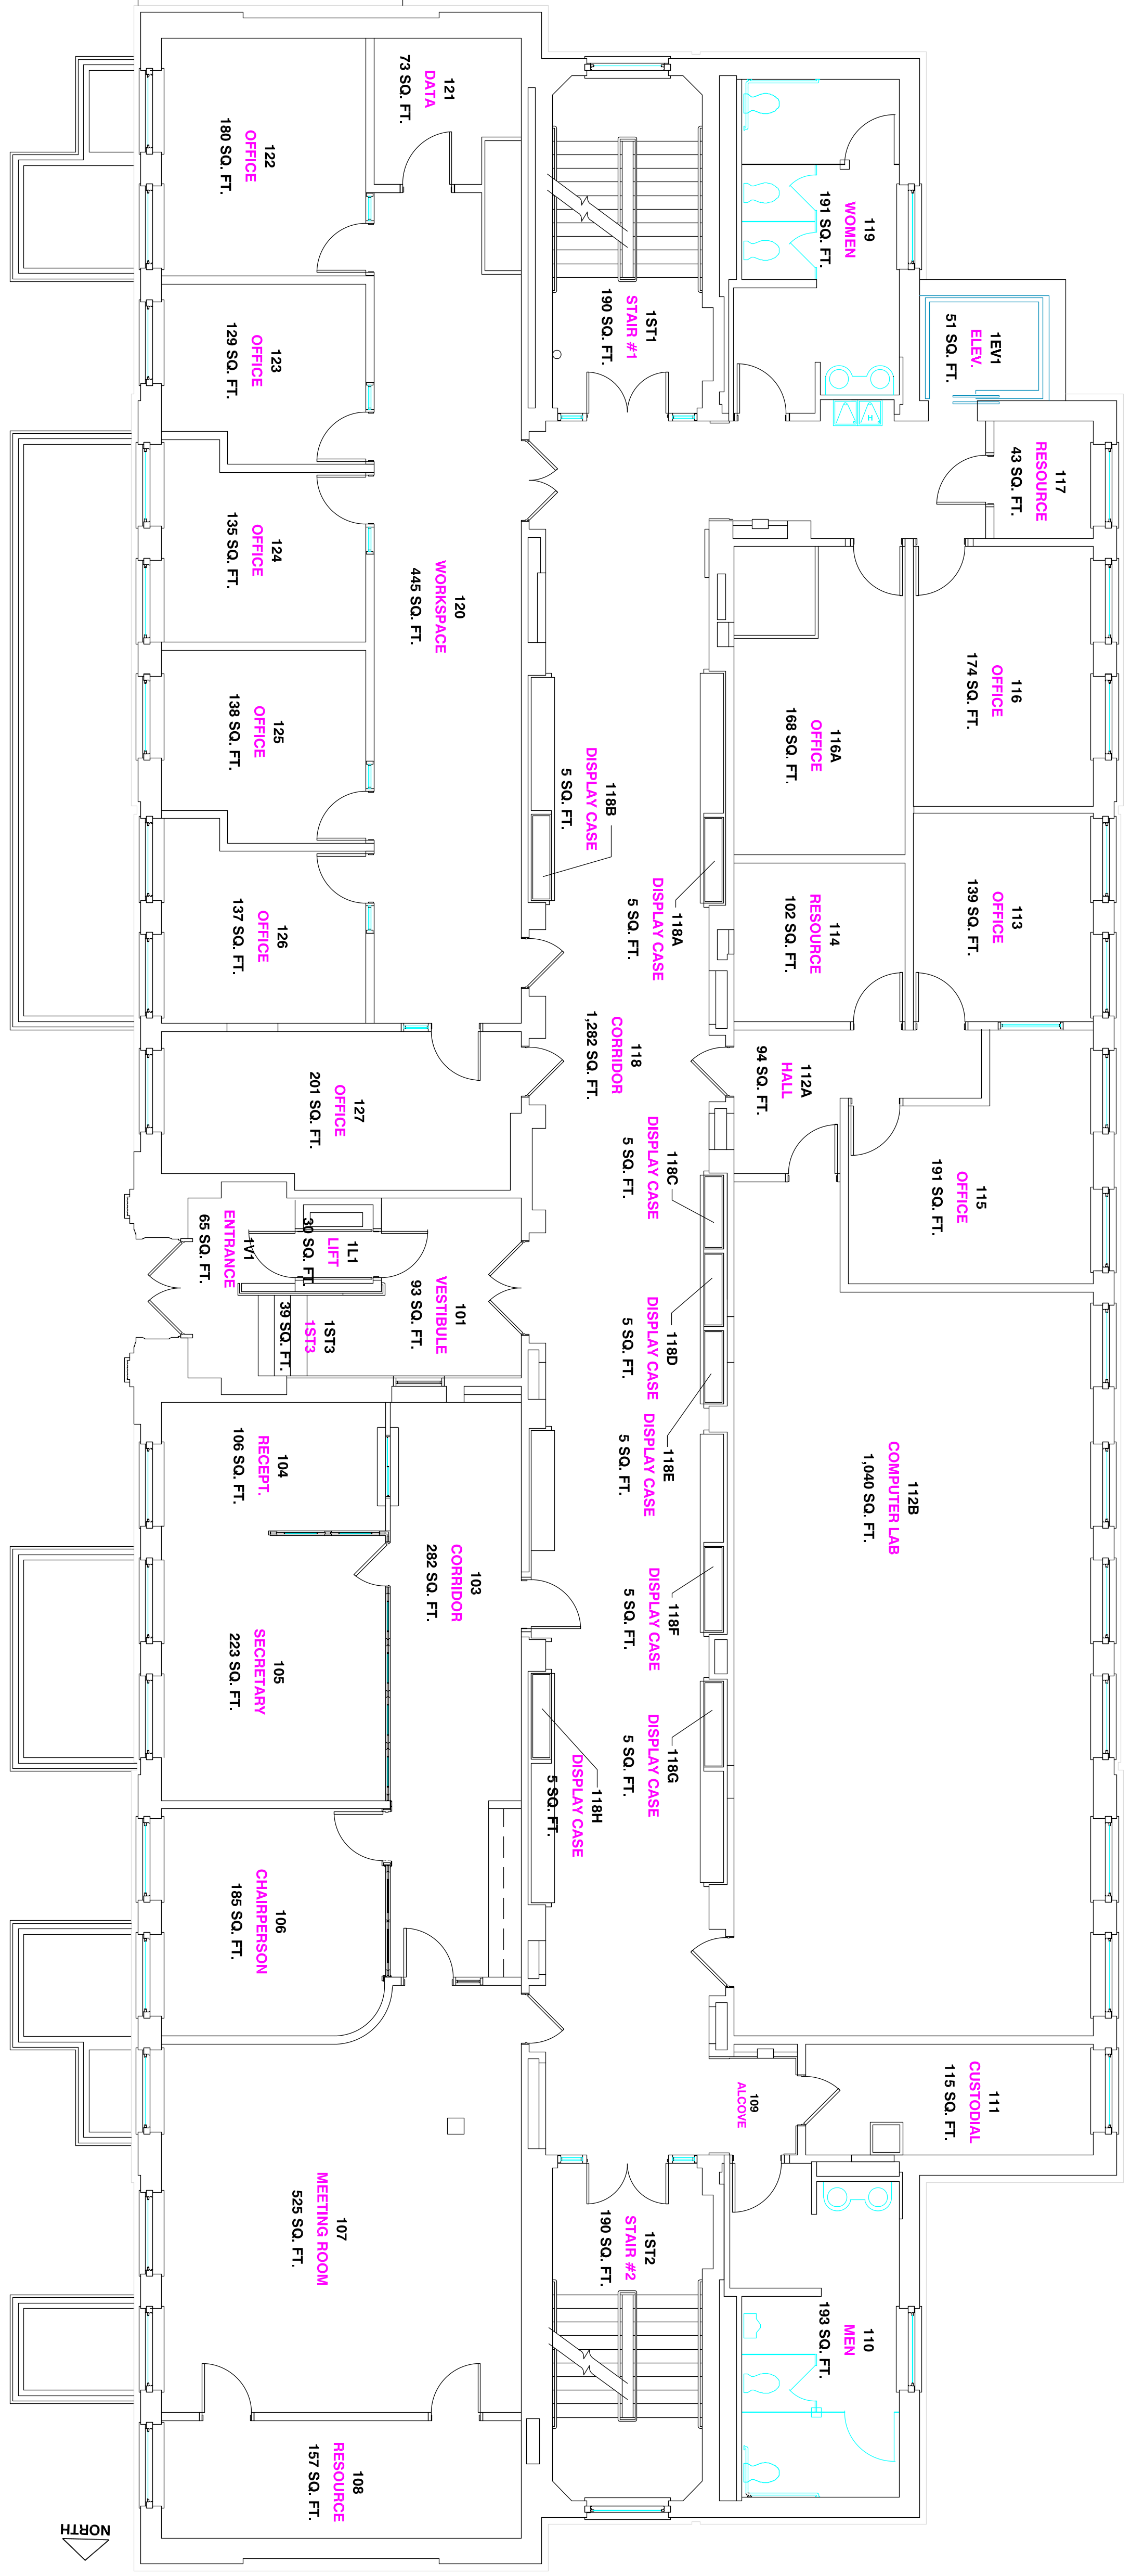 121
DATA
73 SQ. FT.
122
OFFICE
180 SQ. FT.
119
WOMEN
191 SQ. FT.
1ST1
STAIR #1
190 SQ. FT.
1EV1
ELEV.
51 SQ. FT.
123
OFFICE
129 SQ. FT.
H
117
RESOURCE
43 SQ. FT.
124
OFFICE
135 SQ. FT.
120
WORKSPACE
445 SQ. FT.
116
OFFICE
174 SQ. FT.
116A
OFFICE
168 SQ. FT.
125
OFFICE
138 SQ. FT.
118B
DISPLAY CASE
5 SQ. FT.
118A
DISPLAY CASE
5 SQ. FT.
113
OFFICE
139 SQ. FT.
114
RESOURCE
102 SQ. FT.
126
OFFICE
137 SQ. FT.
118
CORRIDOR
1,282 SQ. FT.
112A
HALL
94 SQ. FT.
127
OFFICE
201 SQ. FT.
115
OFFICE
191 SQ. FT.
118C
DISPLAY CASE
5 SQ. FT.
1V1
ENTRANCE
65 SQ. FT.
1L1
LIFT
30 SQ. FT.
101
VESTIBULE
93 SQ. FT.
1ST3
1ST3
39 SQ. FT.
118D
DISPLAY CASE
5 SQ. FT.
118E
DISPLAY CASE
5 SQ. FT.
112B
COMPUTER LAB
1,040 SQ. FT.
104
RECEPT.
106 SQ. FT.
103
CORRIDOR
282 SQ. FT.
118F
DISPLAY CASE
5 SQ. FT.
105
SECRETARY
223 SQ. FT.
118G
DISPLAY CASE
5 SQ. FT.
118H
DISPLAY CASE
5 SQ. FT.
106
CHAIRPERSON
185 SQ. FT.
109
ALCOVE
111
CUSTODIAL
115 SQ. FT.
107
MEETING ROOM
525 SQ. FT.
1ST2
STAIR #2
190 SQ. FT.
110
MEN
193 SQ. FT.
108
RESOURCE
157 SQ. FT.
NORTH